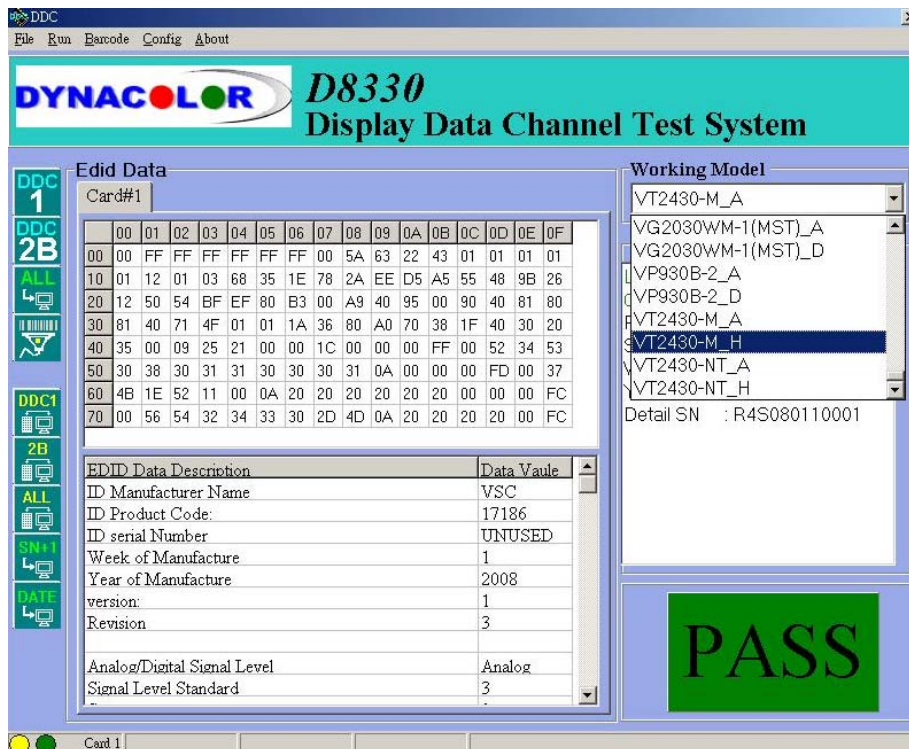 DDC
File Run Barcode Config About
DYNACOLOR
D8330
Display Data Channel Test System
DDC
1
DDC
2B
ALL
DDC1
2B
ALL
SN+1
DATE
Edid Data
Card#1
00 01 02 03 04 05 06 07 08 09 0A 0B 0C 0D 0E 0F
00 00 FF FF FF FF FF FF 00 5A 63 22 43 01 01 01 01
10 01 12 01 03 68 35 1E 78 2A EE D5 A5 55 48 9B 26
20 12 50 54 BF EF 80 B3 00 A9 40 95 00 90 40 81 80
30 81 40 71 4F 01 01 1A 36 80 A0 70 38 1F 40 30 20
40 35 00 09 25 21 00 00 1C 00 00 00 FF 00 52 34 53
50 30 38 30 31 31 30 30 30 31 0A 00 00 00 FD 00 37
60 4B 1E 52 11 00 0A 20 20 20 20 20 20 00 00 00 FC
70 00 56 54 32 34 33 30 2D 4D 0A 20 20 20 20 00 FC
EDID Data Description Data Vaule
ID Manufacturer Name VSC
ID Product Code: 17186
ID serial Number UNUSED
Week of Manufacture 1
Year of Manufacture 2008
version: 1
Revision 3
Analog/Digital Signal Level Analog
Signal Level Standard 3
Working Model
VT2430-M_A
VG2030WM-1(MST)_A
VG2030WM-1(MST)_D
VP930B-2_A
VP930B-2_D
VT2430-M_A
VT2430-M_H
VT2430-NT_A
VT2430-NT_H
Detail SN : R4S080110001
PASS
Card 1